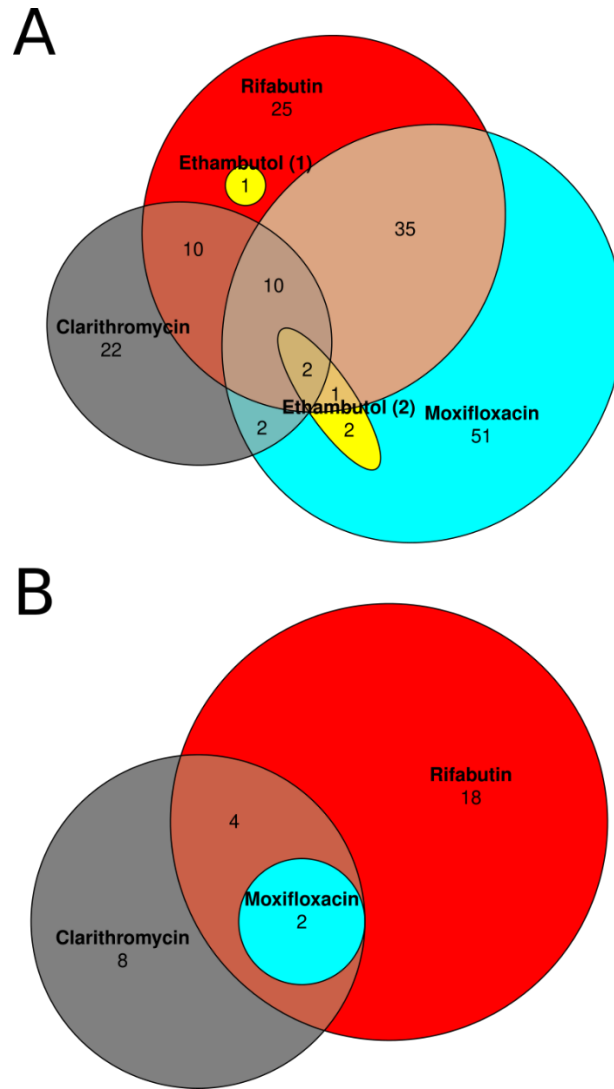 A
Rifabutin
25
Ethambutol (1)
1
35
10
10
Clarithromycin
22
2
1
Ethambutol (2)
2
2
Moxifloxacin
51
B
Rifabutin
18
4
Moxifloxacin
2
Clarithromycin
8